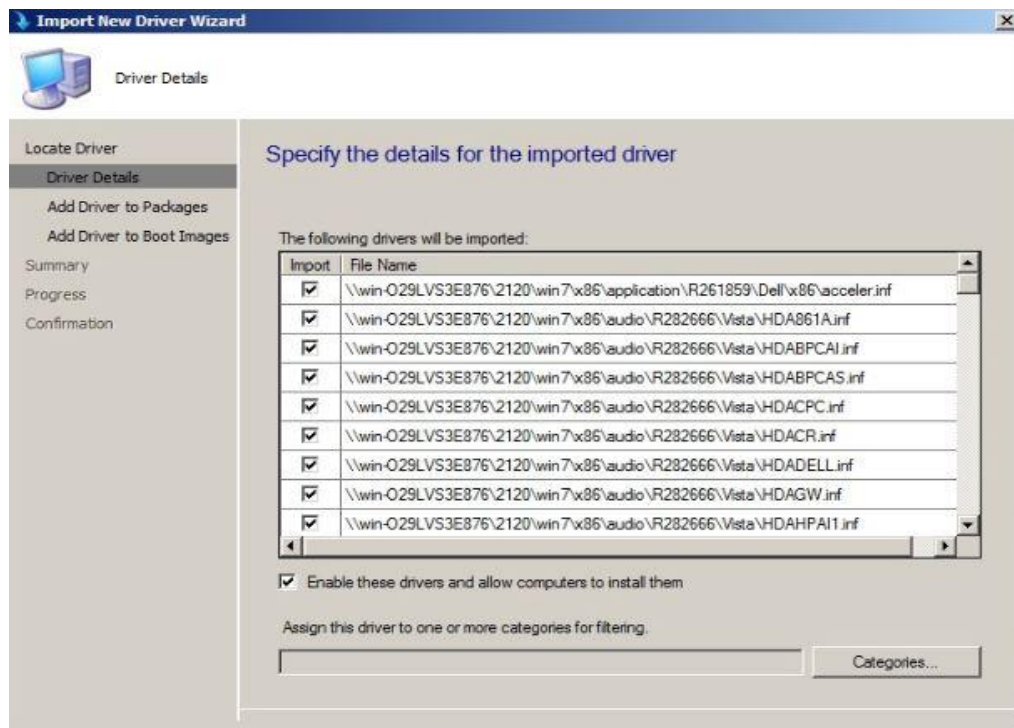 Import New Driver Wizard
Driver Details
Locate Driver
Driver Details
Add Driver to Packages
Add Driver to Boot Images
Summary
Progress
Confirmation
Specify the details for the imported driver
The following drivers will be imported:
Import File Name
\\win-O29LVS3E876\2120\win7\x86\application\R261859\Dell\x86\acceler.inf
\\win-O29LVS3E876\2120\win7\x86\audio\R282666\Vista\HDA861A.inf
\\win-O29LVS3E876\2120\win7\x86\audio\R282666\Vista\HDABPCAI.inf
\\win-O29LVS3E876\2120\win7\x86\audio\R282666\Vista\HDABPCAS.inf
\\win-O29LVS3E876\2120\win7\x86\audio\R282666\Vista\HDACPC.inf
\\win-O29LVS3E876\2120\win7\x86\audio\R282666\Vista\HDACR.inf
\\win-O29LVS3E876\2120\win7\x86\audio\R282666\Vista\HDADELL.inf
\\win-O29LVS3E876\2120\win7\x86\audio\R282666\Vista\HDAGW.inf
\\win-O29LVS3E876\2120\win7\x86\audio\R282666\Vista\HDAHPAI1.inf
Enable these drivers and allow computers to install them
Assign this driver to one or more categories for filtering.
Categories...